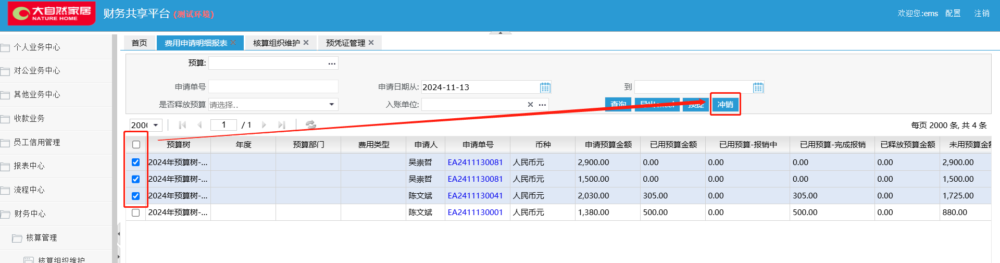 大自然家居
NATURE HOME
财务共享平台 (测试环境)
欢迎您:ems 配置 注销
首页 费用申请明细报表 核算组织维护 预凭证管理
个人业务中心
对公业务中心
其他业务中心
收款业务
员工信用管理
报表中心
流程中心
财务中心
核算管理
核算组织维护
预算: ...
申请单号 申请日期从: 2024-11-13 到
是否释放预算 请选择.. 入账单位: ... 查询 导出excel 预提 冲销
200 1 / 1 每页 2000 条, 共 4 条
预算树 年度 预算部门 费用类型 申请人 申请单号 币种 申请预算金额 已用预算金额 已用预算-报销中 已用预算-完成报销 已释放预算金额 未用预算金
2024年预算树-... 吴崇哲 EA2411130081 人民币元 2,900.00 0.00 0.00 0.00 0.00 2,900.00
2024年预算树-... 吴崇哲 EA2411130081 人民币元 1,500.00 0.00 0.00 0.00 0.00 1,500.00
2024年预算树-... 陈文斌 EA2411130041 人民币元 2,030.00 305.00 0.00 305.00 0.00 1,725.00
2024年预算树-... 陈文斌 EA2411130001 人民币元 1,380.00 500.00 0.00 500.00 0.00 880.00